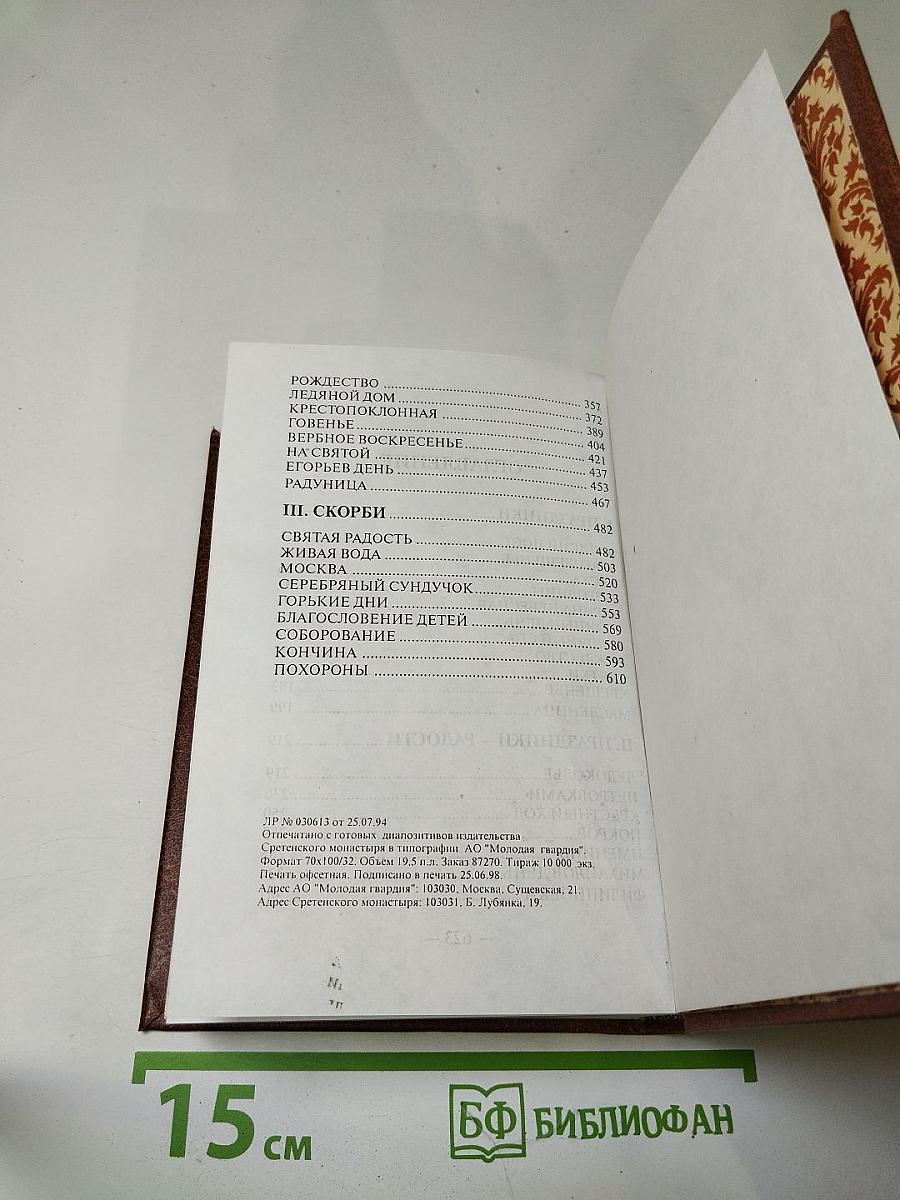 РОЖДЕСТВО ........ 357
ЛЕДЯНОЙ ДОМ ........ 372
КРЕСТОПОКЛОННАЯ ........ 389
ГОВЕНЬЕ ........ 404
ВЕРБНОЕ ВОСКРЕСЕНЬЕ ........ 421
НА СВЯТОЙ ........ 437
ЕГОРЬЕВ ДЕНЬ ........ 453
РАДУНИЦА ........ 467
III. СКОРБИ ........ 482
СВЯТАЯ РАДОСТЬ ........ 482
ЖИВАЯ ВОДА ........ 503
МОСКВА ........ 520
СЕРЕБРЯНЫЙ СУНДУЧОК ........ 533
ГОРЬКИЕ ДНИ ........ 553
БЛАГОСЛОВЕНИЕ ДЕТЕЙ ........ 569
СОБОРОВАНИЕ ........ 580
КОНЧИНА ........ 593
ПОХОРОНЫ ........ 610
ЛР № 030613 от 25.07.94
Отпечатано с готовых диапозитивов издательства
Сретенского монастыря в типографии АО "Молодая гвардия".
Формат 70х100/32. Объем 19,5 п.л. Заказ 87270. Тираж 10 000 экз.
Печать офсетная. Подписано в печать 25.06.98.
Адрес АО "Молодая гвардия": 103030, Москва, Сущевская, 21.
Адрес Сретенского монастыря: 103031, Б. Лубянка, 19.
15 см
БФ БИБЛИОФАН